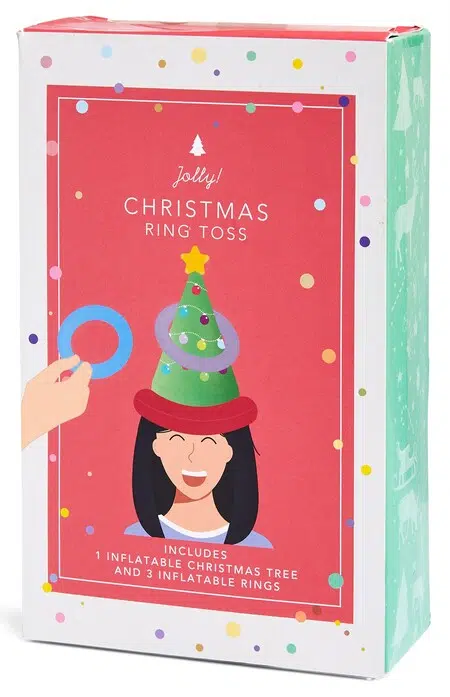 Jolly!
CHRISTMAS
RING TOSS
INCLUDES
1 INFLATABLE CHRISTMAS TREE
AND 3 INFLATABLE RINGS